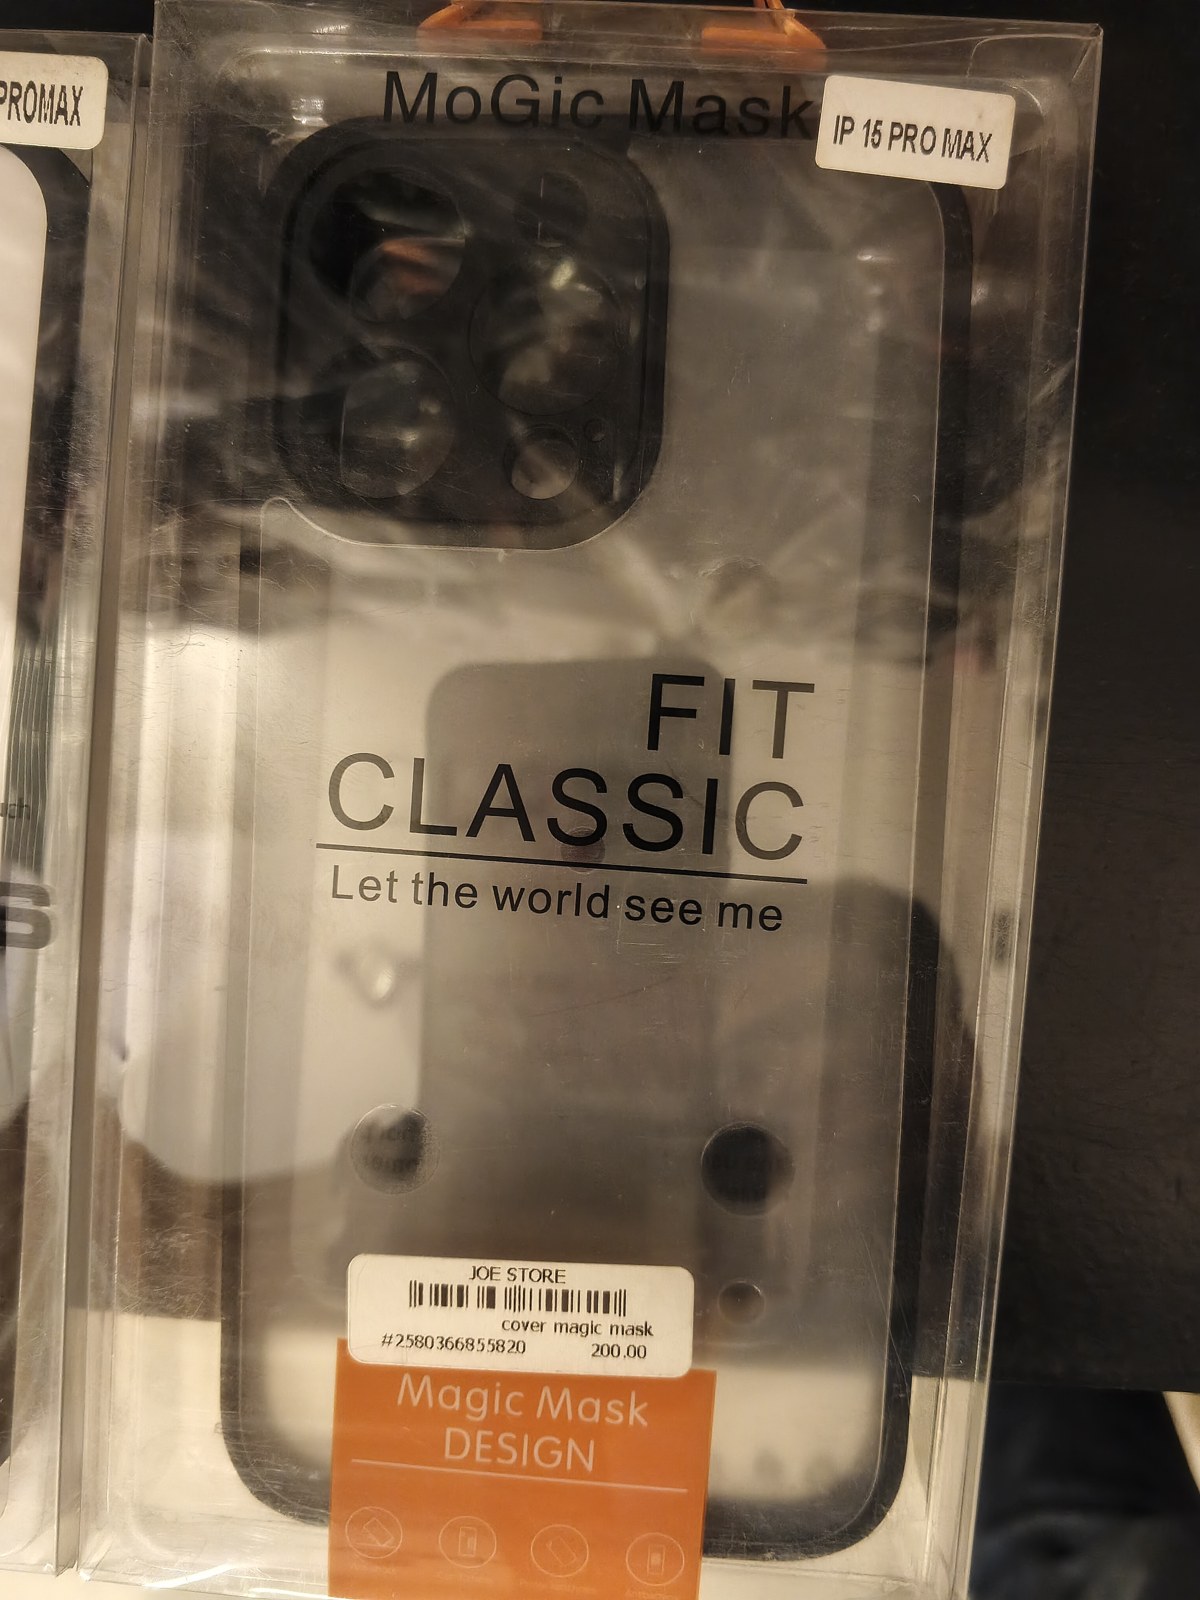 PROMAX
MoGic Mask
IP 15 PRO MAX
FIT
CLASSIC
Let the world see me
JOE STORE
cover magic mask
#2580366855820 200.00
Magic Mask
DESIGN